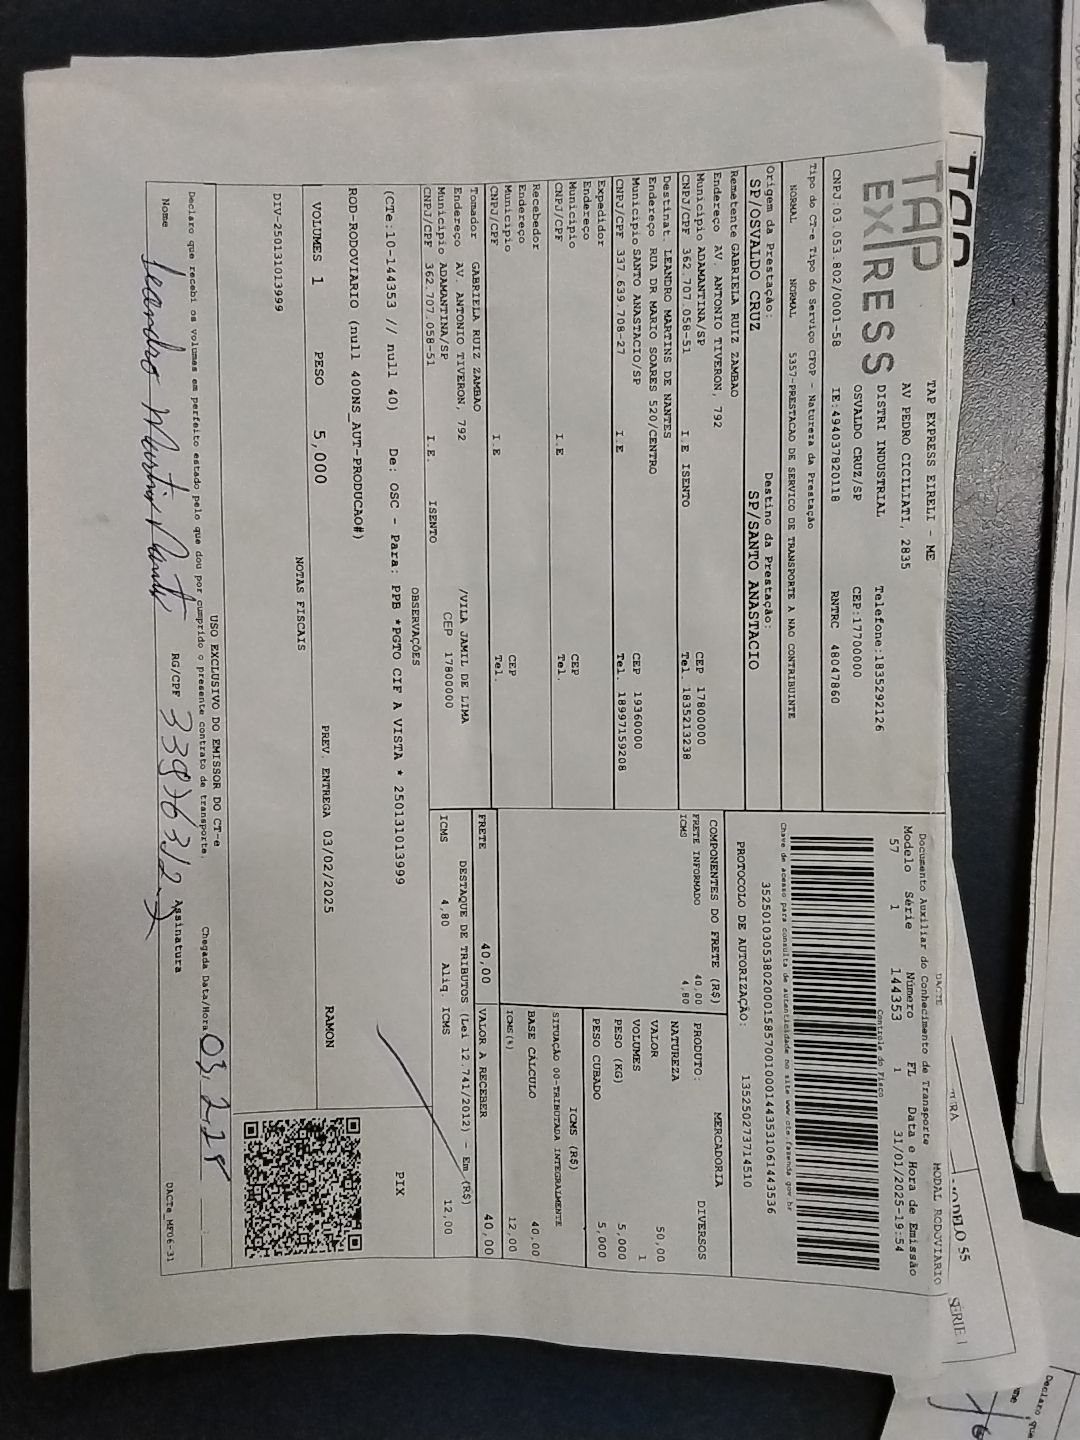 TAP
EXPRESS
TAP EXPRESS EIRELI - ME
AV PEDRO CICILIATI, 2835
DISTRI INDUSTRIAL
Telefone:1835292126
OSVALDO CRUZ/SP
CEP:17700000
CNPJ:03.053.802/0001-58
IE:494037820118
RNTRC 48047860
DACTE
MODAL RODOVIARIO
Documento Auxiliar do Conhecimento de Transporte
Modelo Série Número FL Data e Hora de Emissão
57 1 144353 1 31/01/2025-19:54
Controle do Fisco
Chave de acesso para consulta de autenticidade no site www.cte.fazenda.gov.br
35250103053802000158570010001443531061443536
PROTOCOLO DE AUTORIZAÇÃO: 135250273714510
Tipo do CT-e Tipo do Serviço CFOP - Natureza da Prestação
NORMAL NORMAL 5357-PRESTACAO DE SERVICO DE TRANSPORTE A NAO CONTRIBUINTE
Origem da Prestação: Destino da Prestação:
SP/OSVALDO CRUZ SP/SANTO ANASTACIO
Remetente GABRIELA RUIZ ZAMBAO
Endereço AV. ANTONIO TIVERON, 792
Município ADAMANTINA/SP CEP 17800000
CNPJ/CPF 362.707.058-51 I.E ISENTO Tel. 1835213238
Destinat. LEANDRO MARTINS DE NANTES
Endereço RUA DR MARIO SOARES 520/CENTRO
Município SANTO ANASTACIO/SP CEP 19360000
CNPJ/CPF 337.639.708-27 I.E Tel. 18997159208
Expedidor
Endereço
Município CEP
CNPJ/CPF I.E Tel.
Recebedor
Endereço
Município CEP
CNPJ/CPF I.E Tel.
Tomador GABRIELA RUIZ ZAMBAO
Endereço AV. ANTONIO TIVERON, 792 /VILA JAMIL DE LIMA
Município ADAMANTINA/SP CEP 17800000
CNPJ/CPF 362.707.058-51 I.E. ISENTO
COMPONENTES DO FRETE (R$)
FRETE INFORMADO 40,00
ICMS 4,80
PRODUTO: MERCADORIA
NATUREZA DIVERSOS
VALOR 50,00
VOLUMES 1
PESO (KG) 5,000
PESO CUBADO 5,000
ICMS (R$)
SITUAÇÃO 00-TRIBUTADA INTEGRALMENTE
BASE CÁLCULO 40,00
ICMS(%) 12,00
FRETE 40,00 VALOR A RECEBER 40,00
DESTAQUE DE TRIBUTOS (Lei 12.741/2012) - Em (R$)
ICMS 4,80 Aliq. ICMS 12,00
OBSERVAÇÕES
(CTe:10-144353 // null 40) De: OSC - Para: PPB *PGTO CIF A VISTA * 250131013999
PIX
ROD-RODOVIARIO (null 400NS_AUT-PRODUCAO#)
VOLUMES 1 PESO 5,000 PREV. ENTREGA 03/02/2025 RAMON
NOTAS FISCAIS
DIV-250131013999
USO EXCLUSIVO DO EMISSOR DO CT-e
Declaro que recebi os volumes em perfeito estado pelo que dou por cumprido o presente contrato de transporte.
Chegada Data/Hora 03,2,25
Nome Leandro Martins Nantes RG/CPF Assinatura
DACTe_MF06-31
TAP
MODELO 55
SÉRIE 1
Declaro que